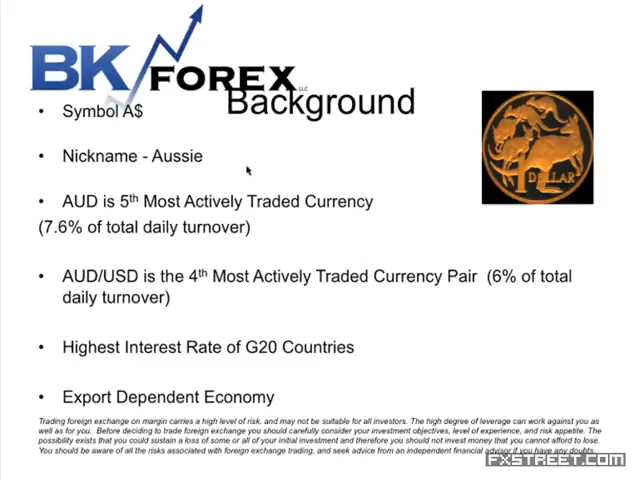 BK FOREX LLC
Background
• Symbol A$
• Nickname - Aussie
• AUD is 5th Most Actively Traded Currency
(7.6% of total daily turnover)
• AUD/USD is the 4th Most Actively Traded Currency Pair (6% of total
daily turnover)
• Highest Interest Rate of G20 Countries
• Export Dependent Economy
1 DOLLAR
Trading foreign exchange on margin carries a high level of risk, and may not be suitable for all investors. The high degree of leverage can work against you as
well as for you. Before deciding to trade foreign exchange you should carefully consider your investment objectives, level of experience, and risk appetite. The
possibility exists that you could sustain a loss of some or all of your initial investment and therefore you should not invest money that you cannot afford to lose.
You should be aware of all the risks associated with foreign exchange trading, and seek advice from an independent financial advisor if you have any doubts.
FXSTREET.COM